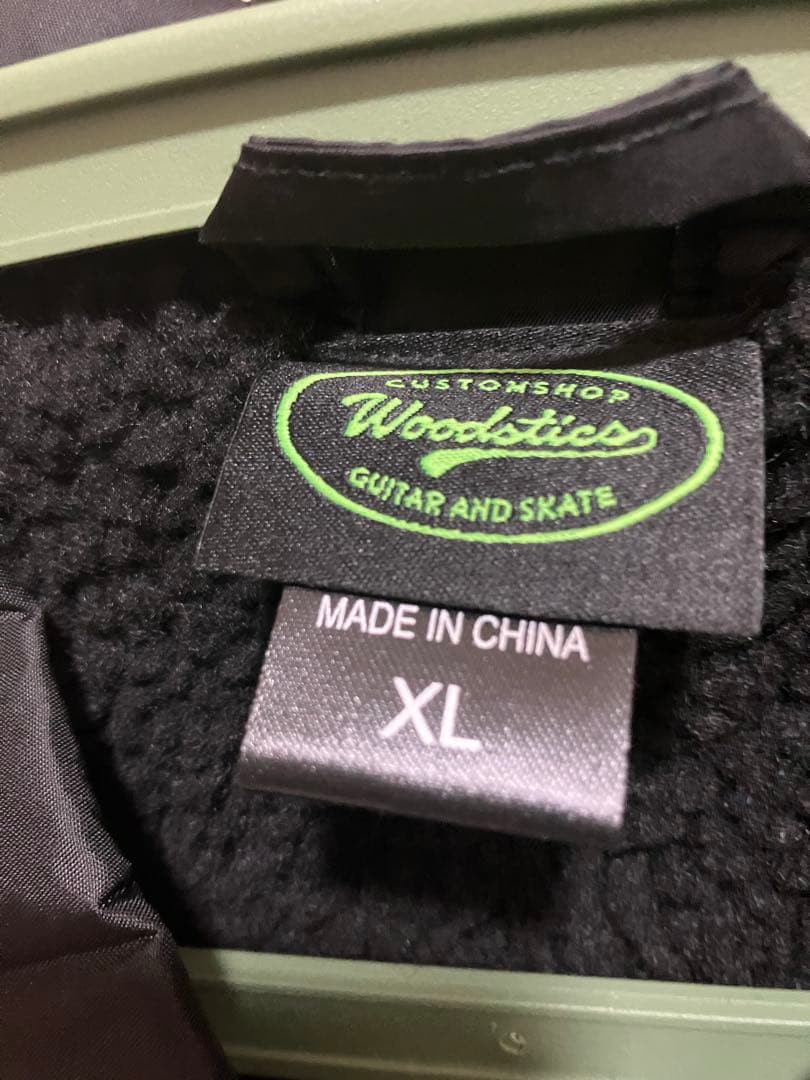 CUSTOMSHOP
Woodstics
GUITAR AND SKATE
MADE IN CHINA
XL